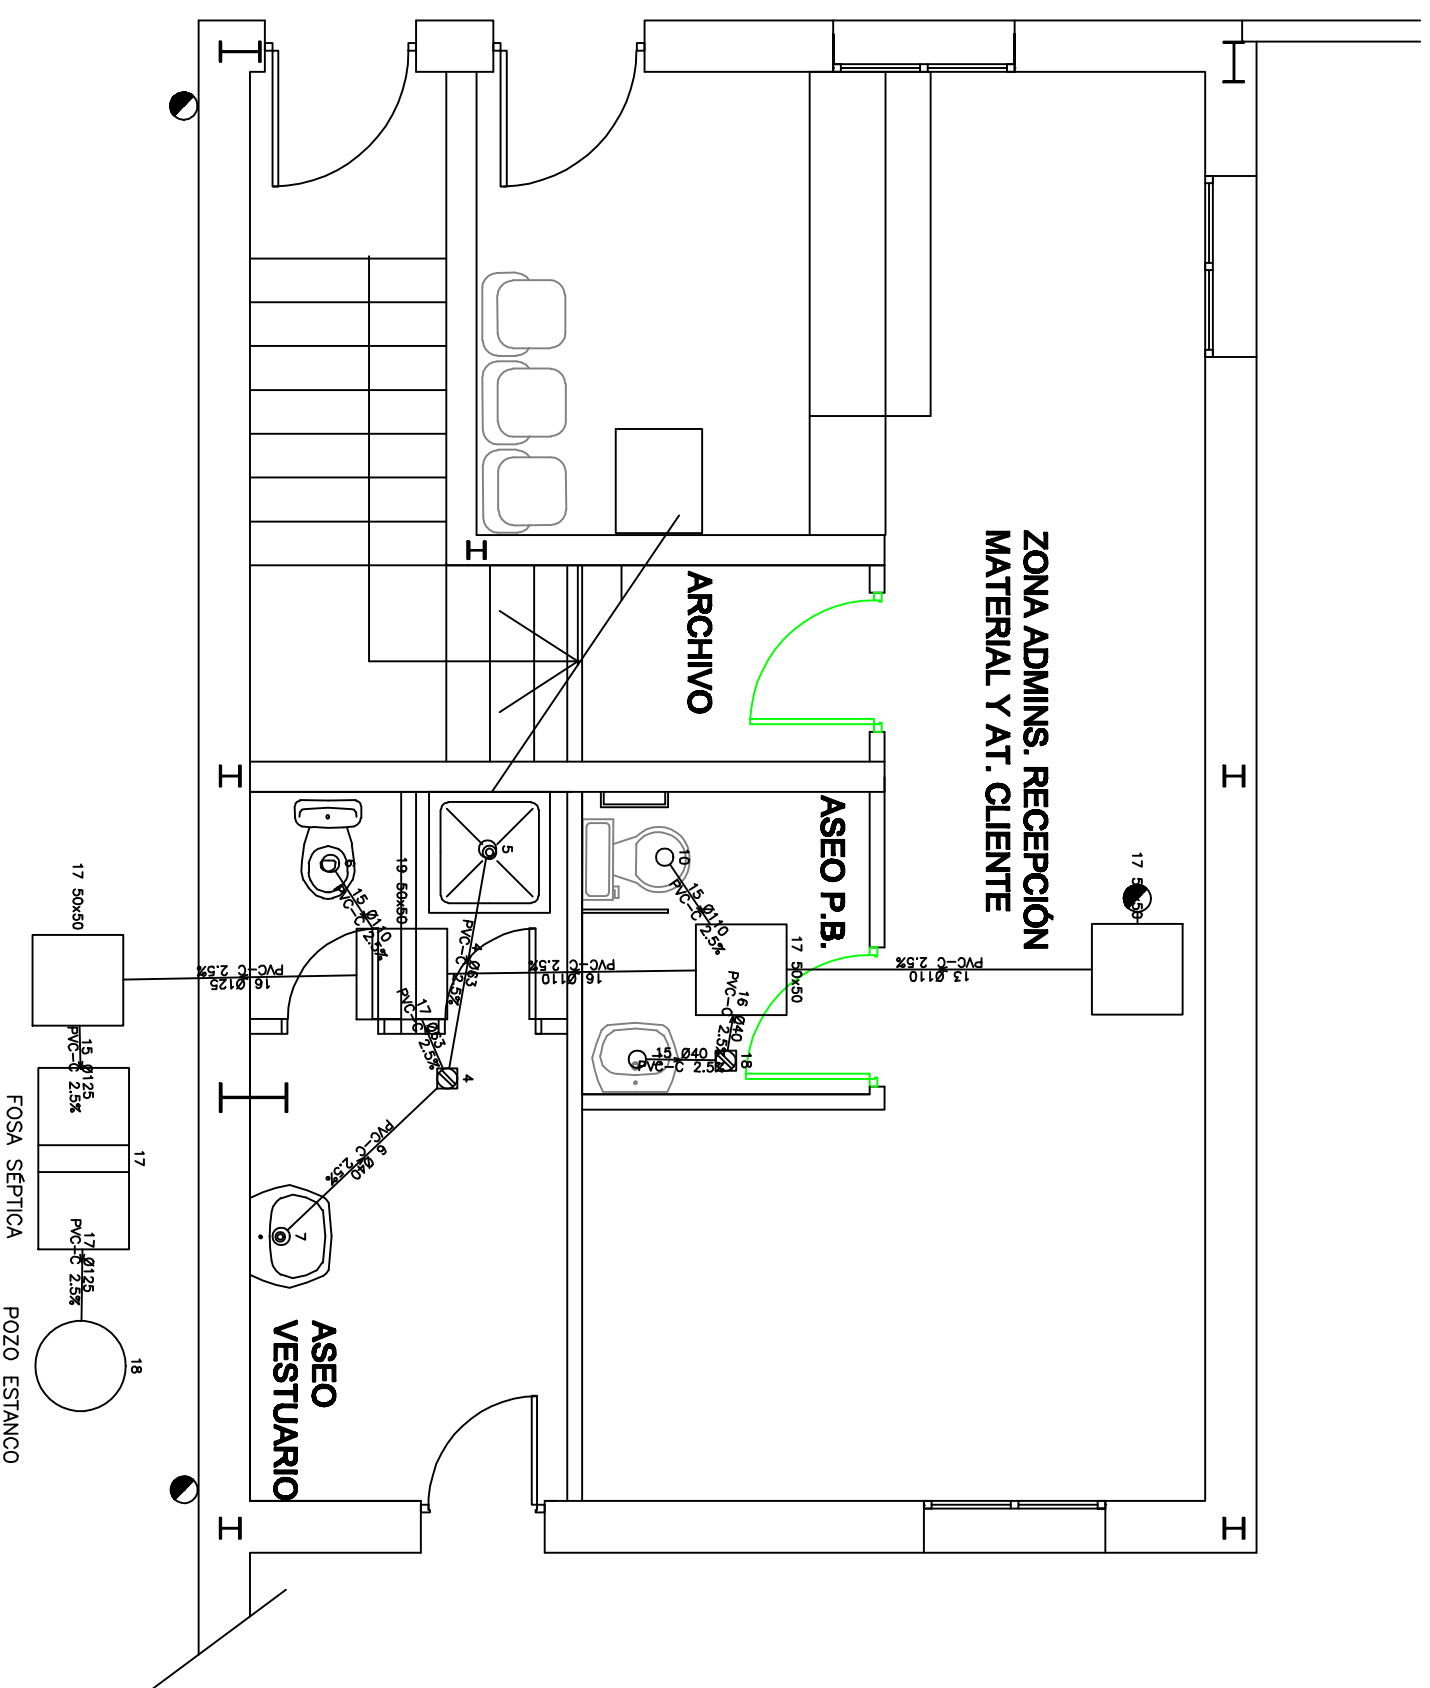 ZONA ADMINS. RECEPCIÓN
MATERIAL Y AT. CLIENTE
ARCHIVO
ASEO P.B.
ASEO
VESTUARIO
17 50x50
13 Ø110
PVC-C 2.5%
17 50x50
10
15 Ø110
PVC-C 2.5%
16 Ø40
PVC-C 2.5%
18
15 Ø40
PVC-C 2.5%
16 Ø110
PVC-C 2.5%
5
4 Ø63
PVC-C 2.5%
19 50x50
6
15 Ø110
PVC-C 2.5%
17 Ø63
PVC-C 2.5%
4
6 Ø40
PVC-C 2.5%
7
16 Ø125
PVC-C 2.5%
17 50x50
15 Ø125
PVC-C 2.5%
17
17 Ø125
PVC-C 2.5%
18
FOSA SÉPTICA
POZO ESTANCO